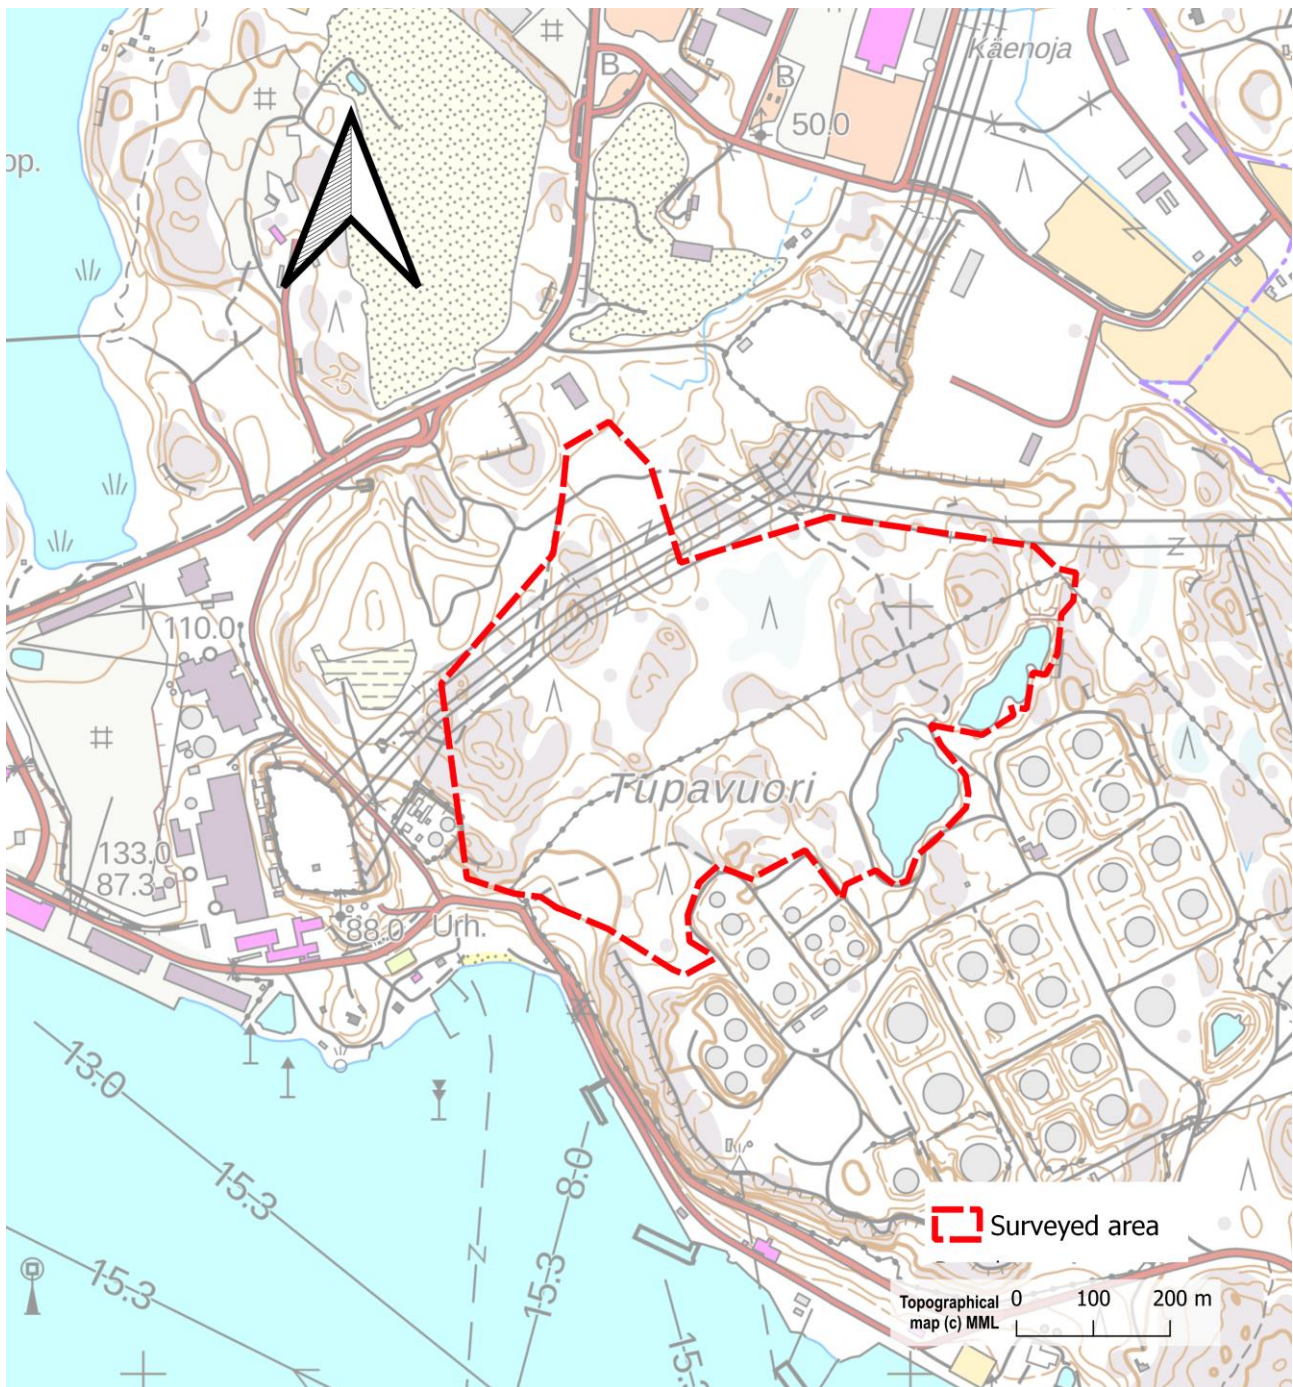 Käenoja
B
B
50.0
op.
25
110.0
Tupavuori
133.0
87.3
88.0
Urh.
13.0
15.3
8.0
15.3
15.3
Surveyed area
Topographical
map (c) MML
0 100 200 m